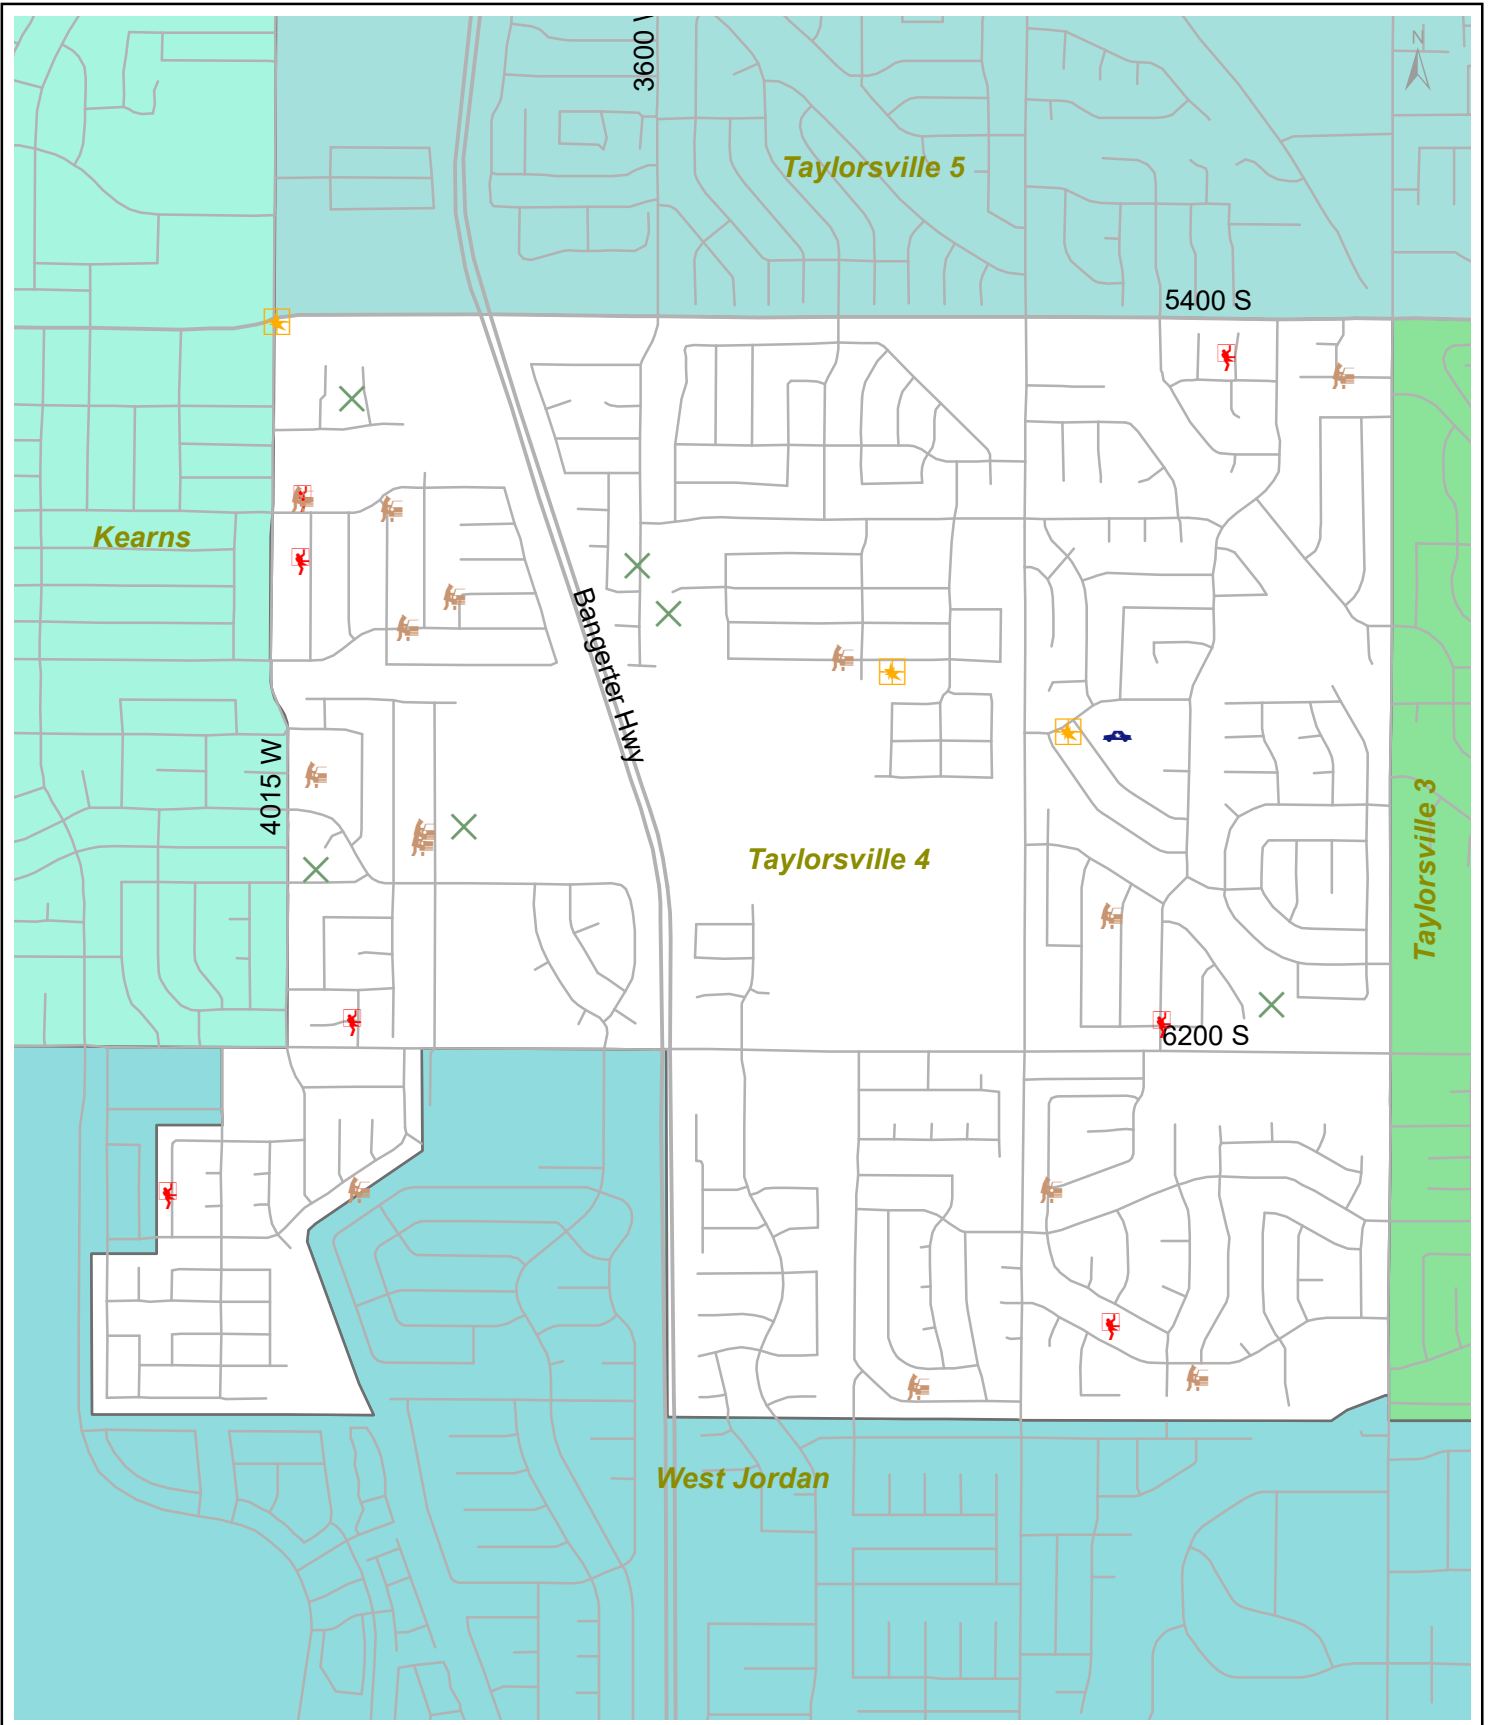 3600 W
N
Taylorsville 5
5400 S
Kearns
Bangerter Hwy
4015 W
Taylorsville 4
Taylorsville 3
6200 S
West Jordan